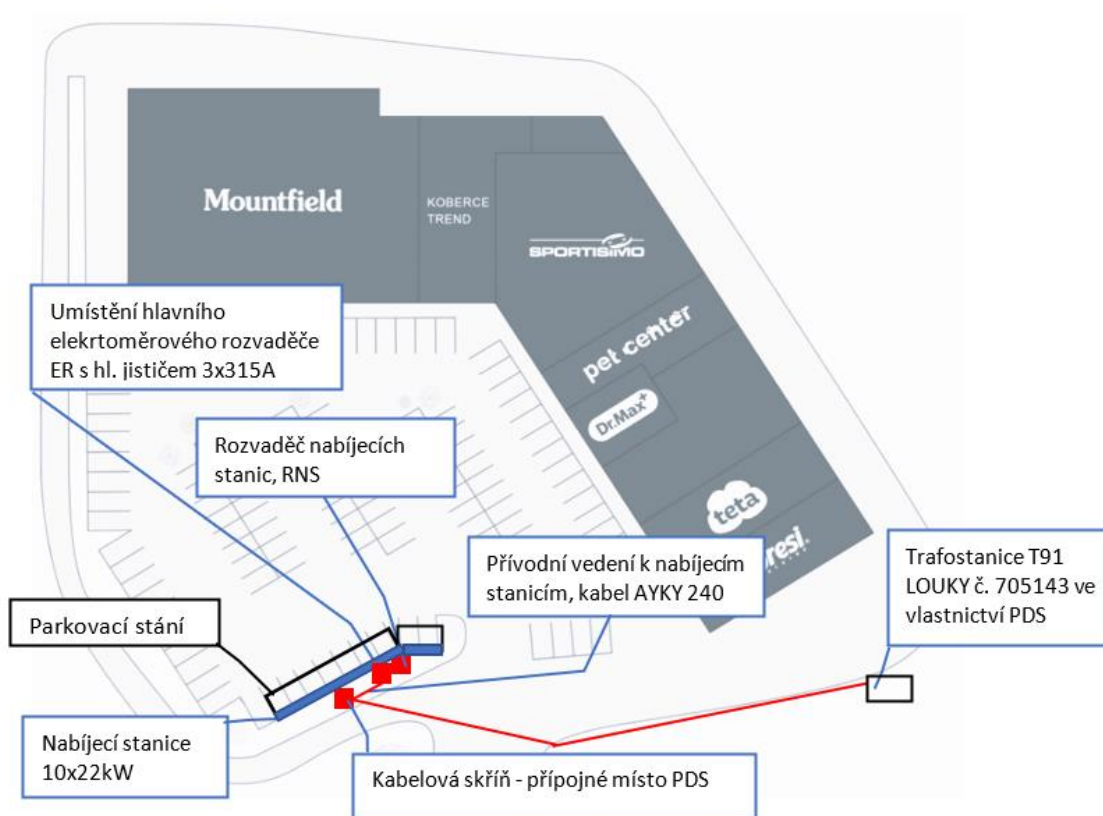 Mountfield
KOBERCE
TREND
SPORTISIMO
Umístění hlavního
elekrtoměrového rozvaděče
ER s hl. jističem 3x315A
pet center
Dr.Max+
Rozvaděč nabíjecích
stanic, RNS
teta
Přívodní vedení k nabíjecím
stanicím, kabel AYKY 240
Trafostanice T91
LOUKY č. 705143 ve
vlastnictví PDS
Parkovací stání
Nabíjecí stanice
10x22kW
Kabelová skříň - přípojné místo PDS